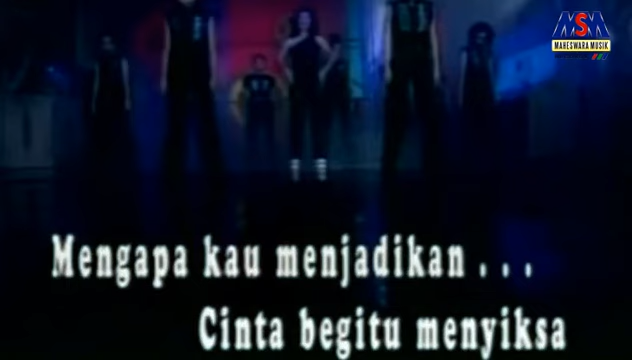 MSM
MAHESWARA MUSIK
Mengapa kau menjadikan . . .
Cinta begitu menyiksa